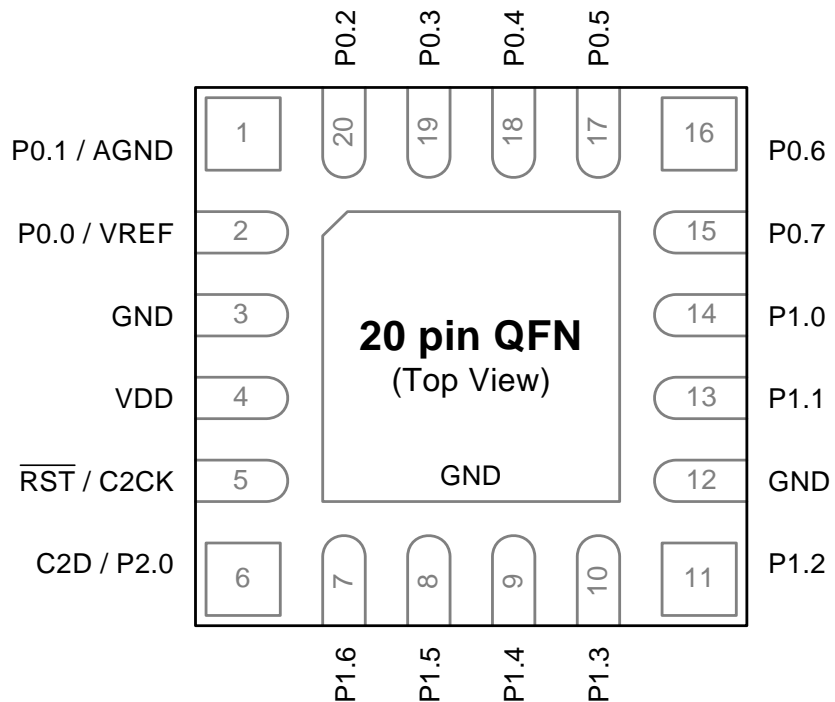 P0.2
P0.3
P0.4
P0.5
1
20
19
18
17
16
P0.1 / AGND
P0.6
P0.0 / VREF
2
15
P0.7
GND
3
14
P1.0
20 pin QFN
(Top View)
VDD
4
13
P1.1
RST / C2CK
5
GND
12
GND
C2D / P2.0
6
7
8
9
10
11
P1.2
P1.6
P1.5
P1.4
P1.3